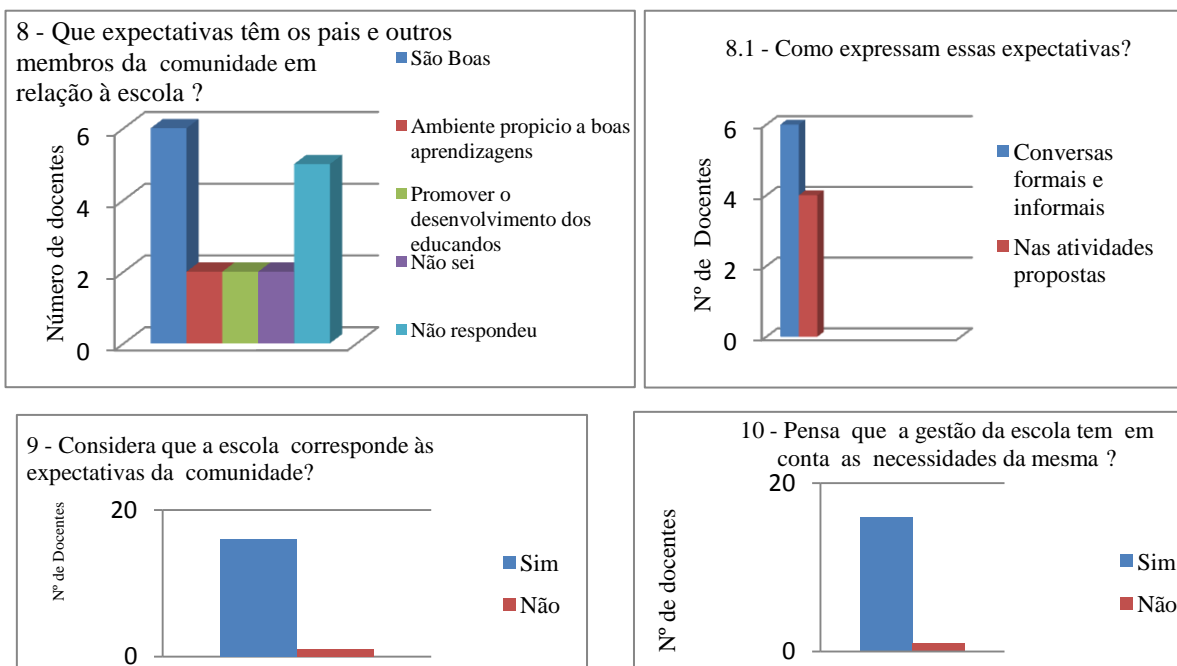 8 - Que expectativas têm os pais e outros
membros da comunidade em
relação à escola ?
Número de docentes
6
4
2
0
São Boas
Ambiente propicio a boas
aprendizagens
Promover o
desenvolvimento dos
educandos
Não sei
Não respondeu
8.1 - Como expressam essas expectativas?
Nº de Docentes
6
4
2
0
Conversas
formais e
informais
Nas atividades
propostas
9 - Considera que a escola corresponde às
expectativas da comunidade?
Nº de Docentes
20
0
Sim
Não
10 - Pensa que a gestão da escola tem em
conta as necessidades da mesma ?
Nº de docentes
20
0
Sim
Não